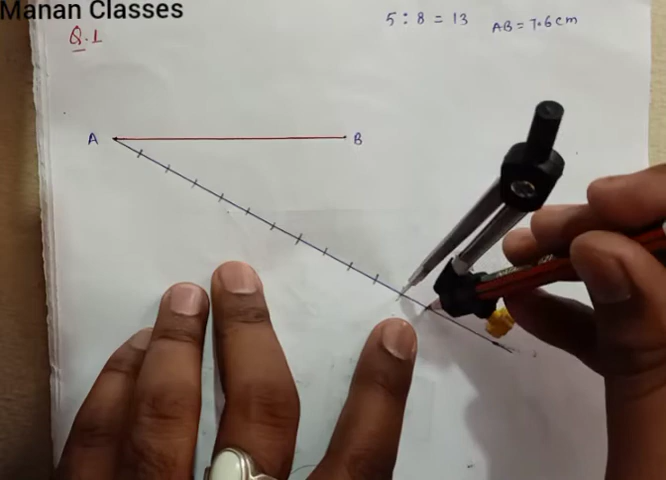 Manan Classes
5 : 8 = 13 AB = 7.6 cm
Q.1
A B